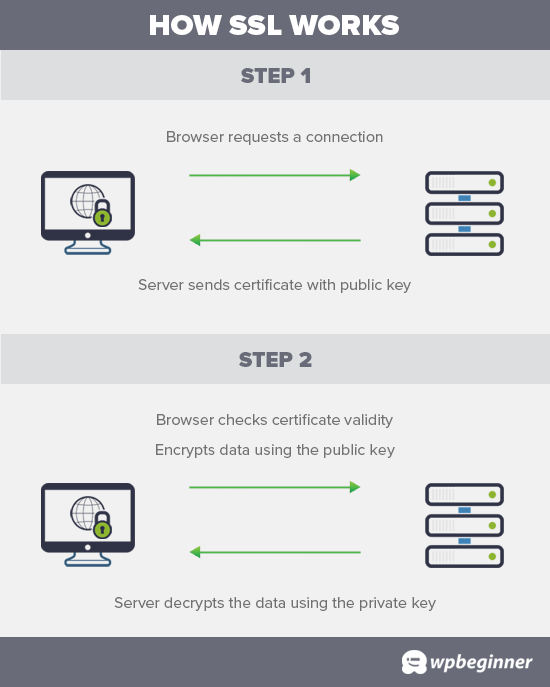 HOW SSL WORKS
STEP 1
Browser requests a connection
Server sends certificate with public key
STEP 2
Browser checks certificate validity
Encrypts data using the public key
Server decrypts the data using the private key
wpbeginner